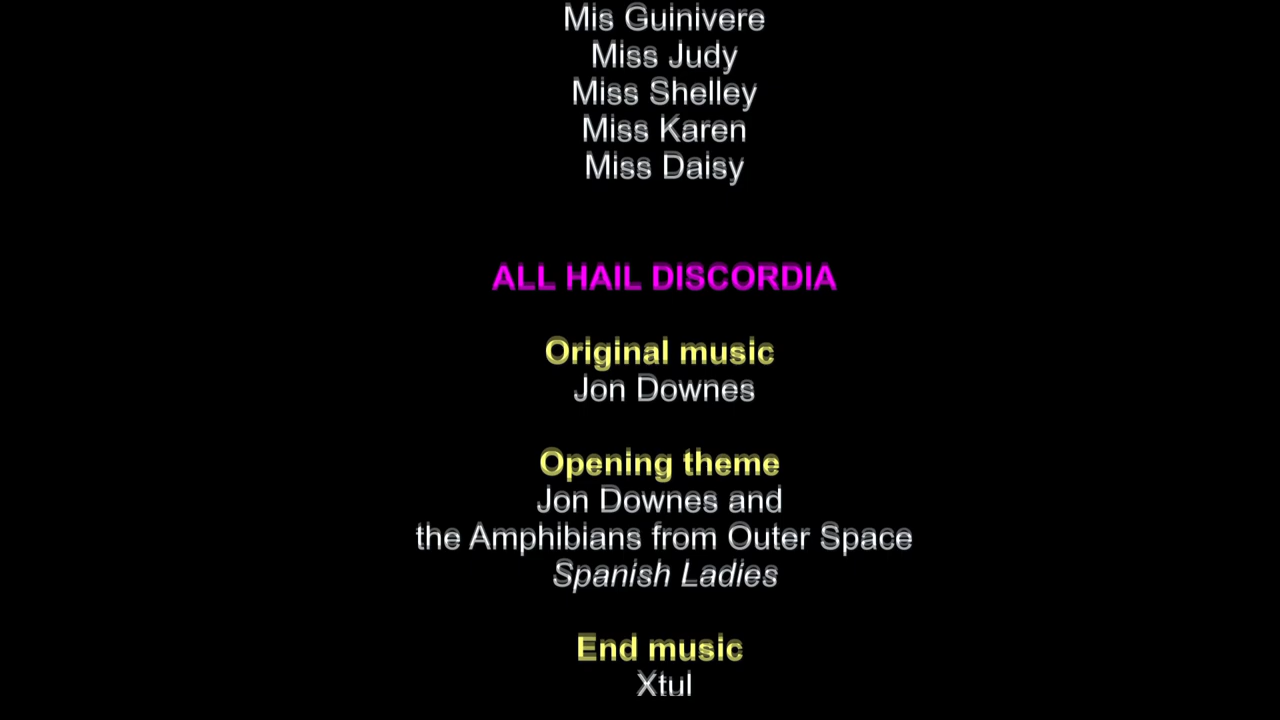 Mis Guinivere
Miss Judy
Miss Shelley
Miss Karen
Miss Daisy
ALL HAIL DISCORDIA
Original music
Jon Downes
Opening theme
Jon Downes and
the Amphibians from Outer Space
Spanish Ladies
End music
Xtul